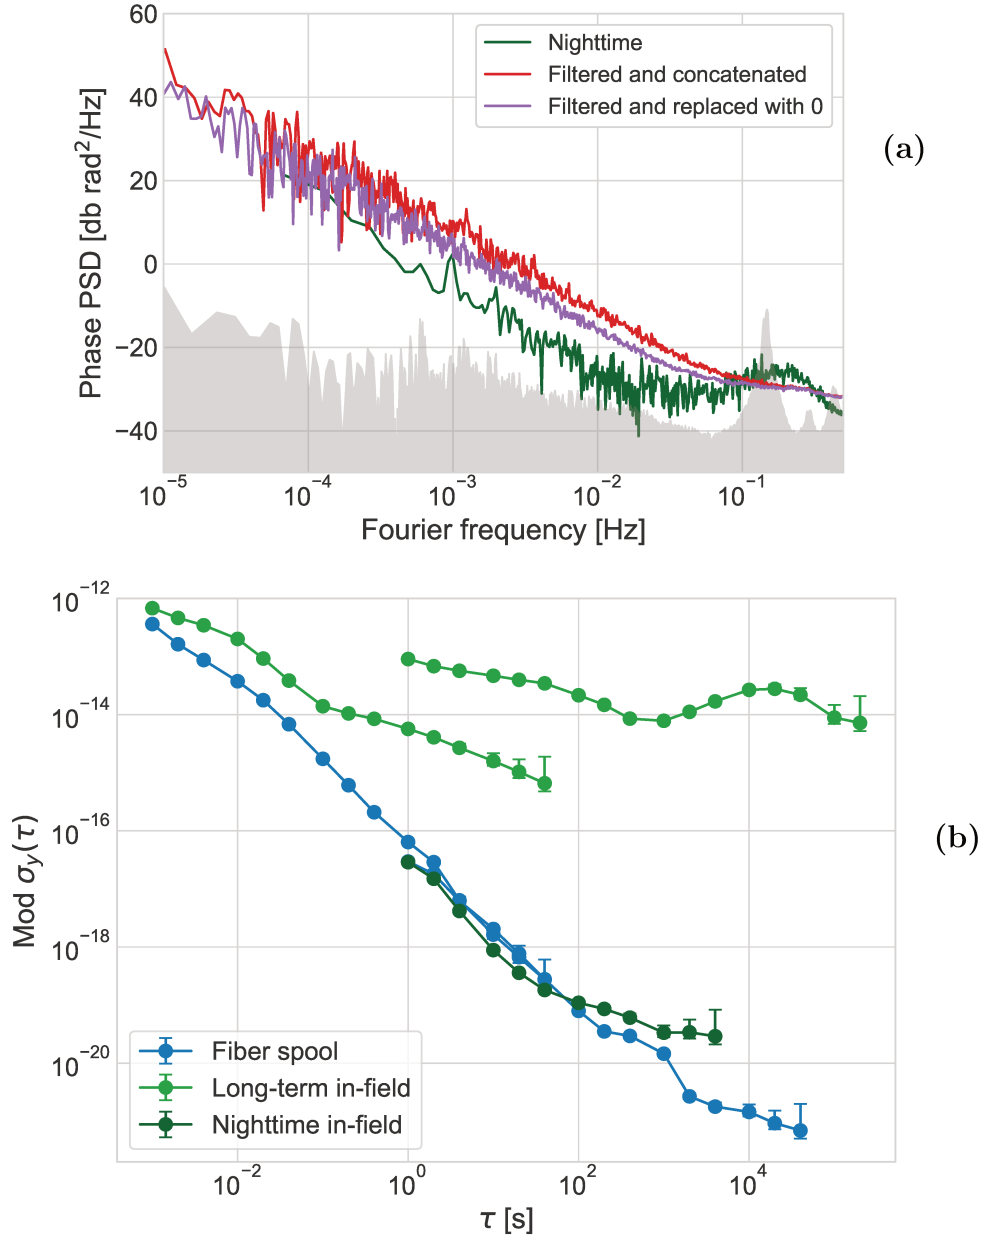 60
40
20
0
−20
−40
Phase PSD [db rad²/Hz]
Nighttime
Filtered and concatenated
Filtered and replaced with 0
(a)
10⁻⁵ 10⁻⁴ 10⁻³ 10⁻² 10⁻¹
Fourier frequency [Hz]
10⁻¹²
10⁻¹⁴
10⁻¹⁶
10⁻¹⁸
10⁻²⁰
Mod σ_y(τ)
(b)
Fiber spool
Long-term in-field
Nighttime in-field
10⁻² 10⁰ 10² 10⁴
τ [s]